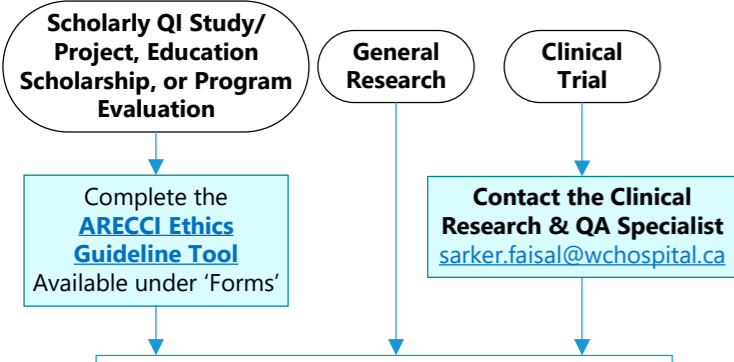 Scholarly QI Study/
Project, Education
Scholarship, or Program
Evaluation
General
Research
Clinical
Trial
Complete the
ARECCI Ethics
Guideline Tool
Available under ‘Forms’
Contact the Clinical
Research & QA Specialist
sarker.faisal@wchospital.ca